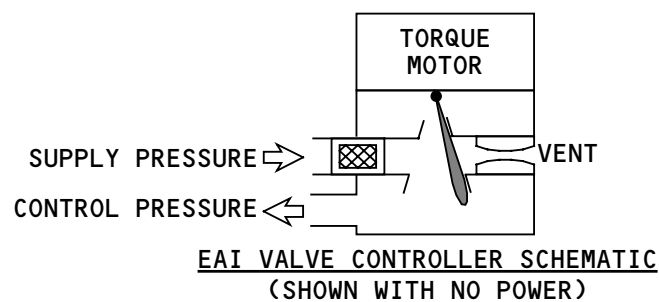 TORQUE
MOTOR
SUPPLY PRESSURE
VENT
CONTROL PRESSURE
EAI VALVE CONTROLLER SCHEMATIC
(SHOWN WITH NO POWER)